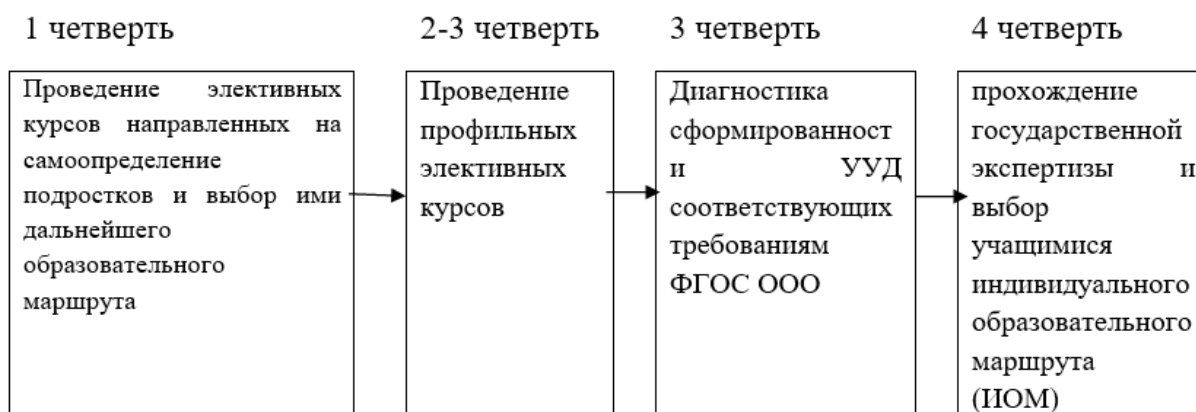 1 четверть
2-3 четверть
3 четверть
4 четверть
Проведение элективных
курсов направленных на
самоопределение
подростков и выбор ими
дальнейшего
образовательного
маршрута
Проведение
профильных
элективных
курсов
Диагностика
сформированност
и УУД
соответствующих
требованиям
ФГОС ООО
прохождение
государственной
экспертизы и
выбор
учащимися
индивидуального
образовательного
маршрута
(ИОМ)